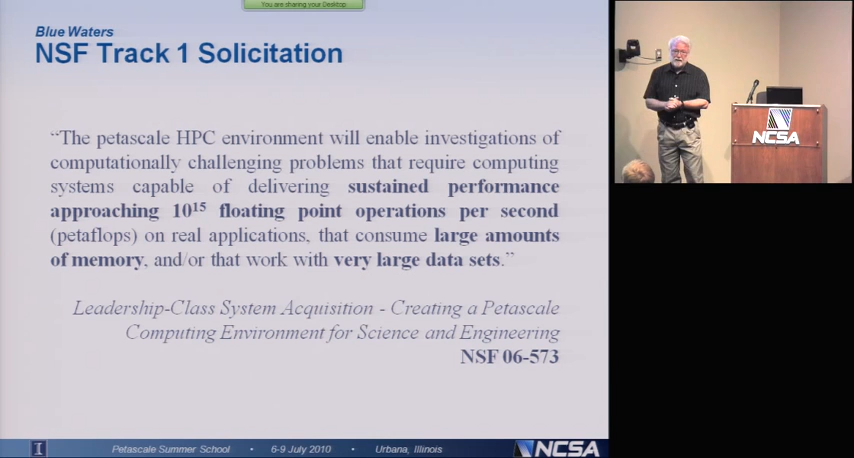 You are sharing your Desktop
Blue Waters
NSF Track 1 Solicitation
“The petascale HPC environment will enable investigations of
computationally challenging problems that require computing
systems capable of delivering sustained performance
approaching 10¹⁵ floating point operations per second
(petaflops) on real applications, that consume large amounts
of memory, and/or that work with very large data sets.”
Leadership-Class System Acquisition - Creating a Petascale
Computing Environment for Science and Engineering
NSF 06-573
I
Petascale Summer School • 6-9 July 2010 • Urbana, Illinois
NCSA
NCSA